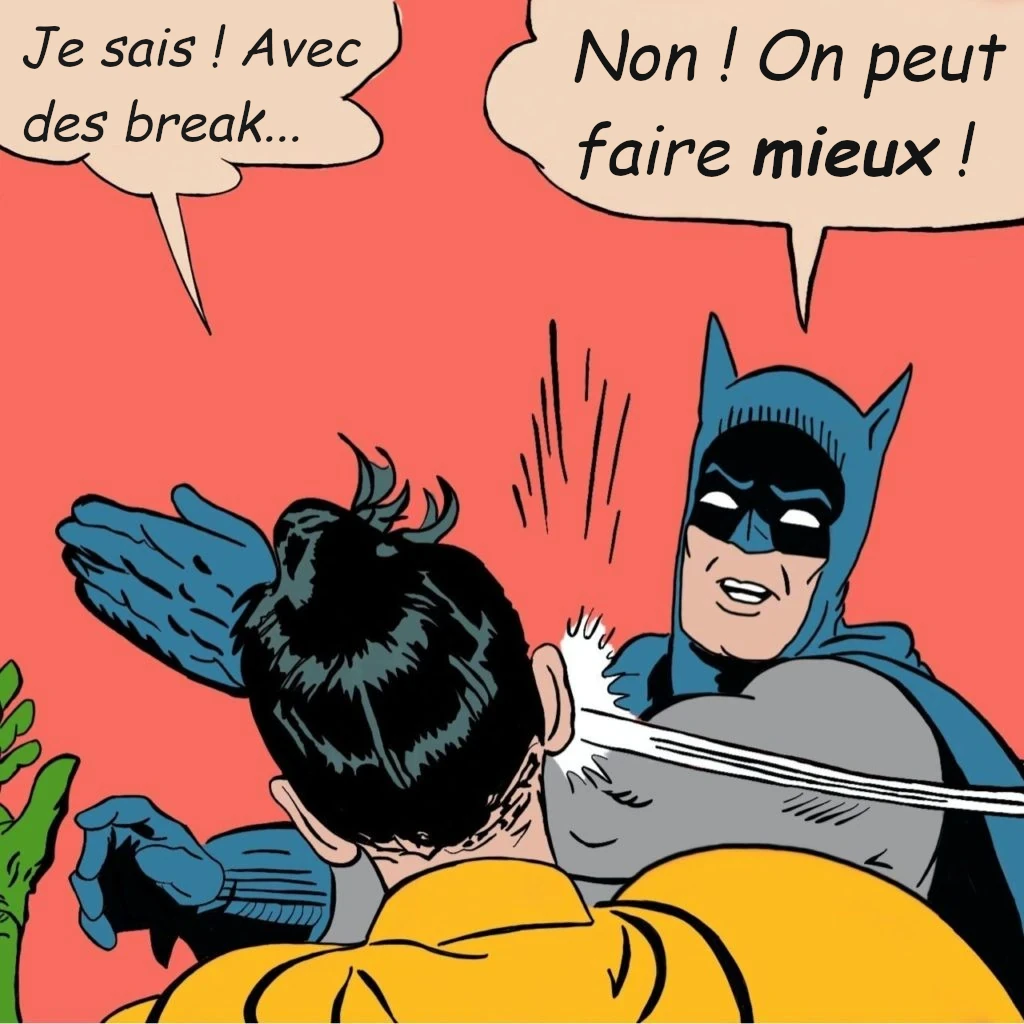 Je sais ! Avec
des break...
Non ! On peut
faire mieux !